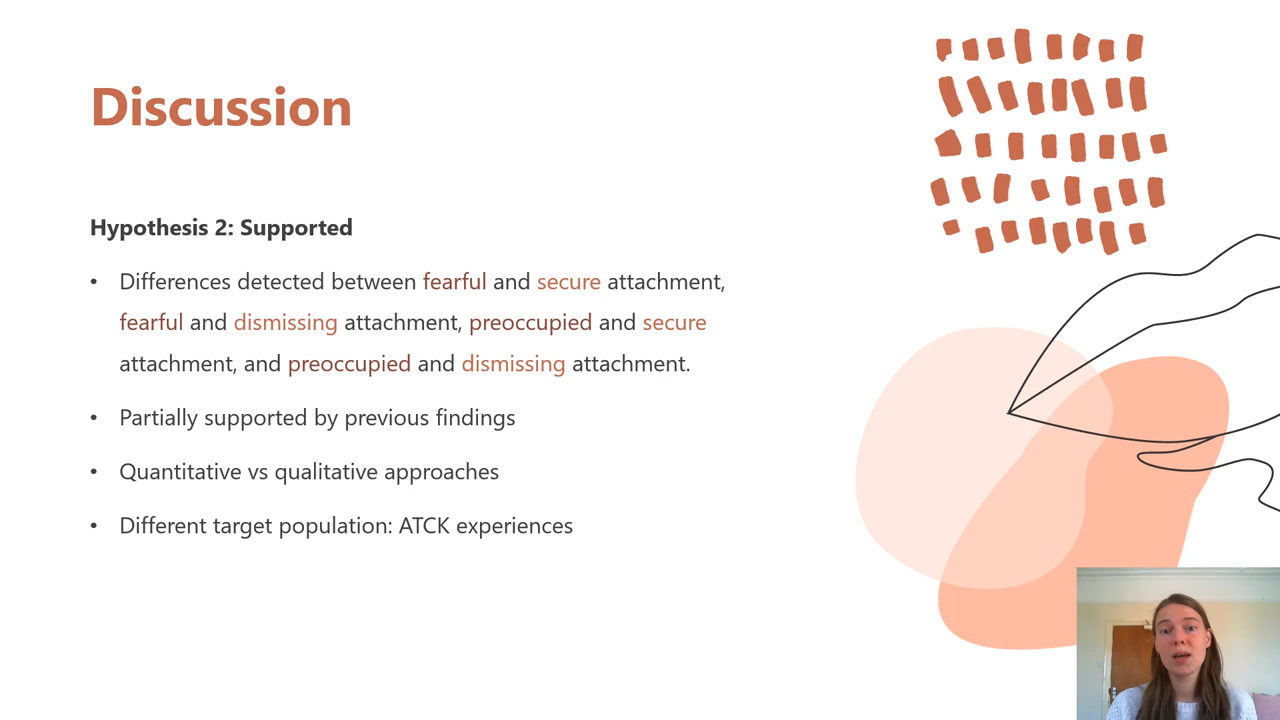 Discussion
Hypothesis 2: Supported
• Differences detected between fearful and secure attachment,
fearful and dismissing attachment, preoccupied and secure
attachment, and preoccupied and dismissing attachment.
• Partially supported by previous findings
• Quantitative vs qualitative approaches
• Different target population: ATCK experiences